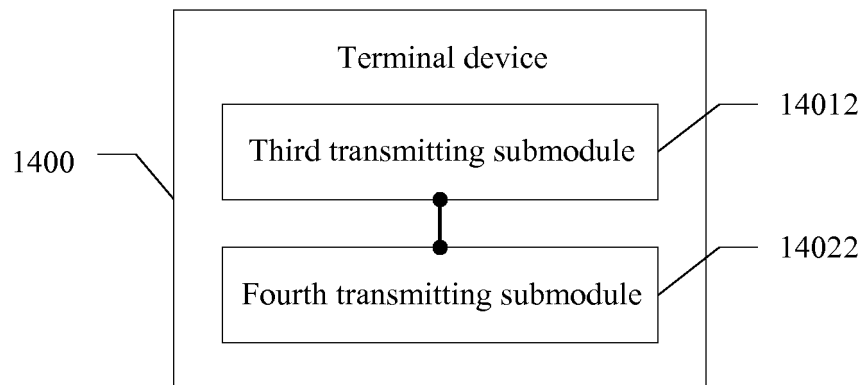 Terminal device
14012
Third transmitting submodule
1400
14022
Fourth transmitting submodule